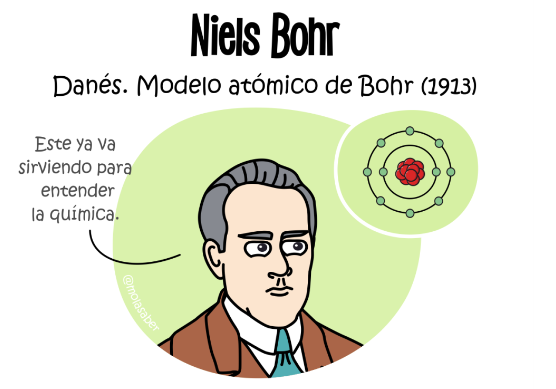 Niels Bohr
Danés. Modelo atómico de Bohr (1913)
Este ya va
sirviendo para
entender
la química.
@molasaber